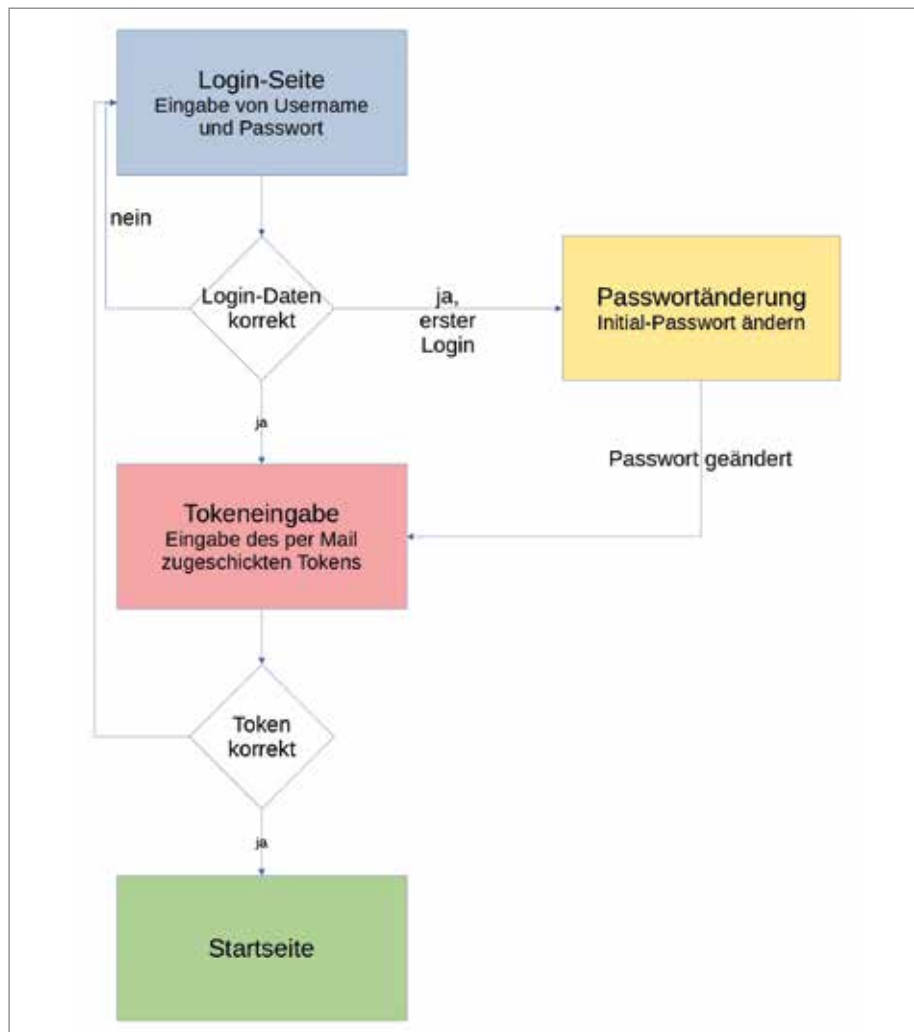 Login-Seite
Eingabe von Username
und Passwort
nein
Login-Daten
korrekt
ja,
erster
Login
Passwortänderung
Initial-Passwort ändern
ja
Passwort geändert
Tokeneingabe
Eingabe des per Mail
zugeschickten Tokens
Token
korrekt
ja
Startseite